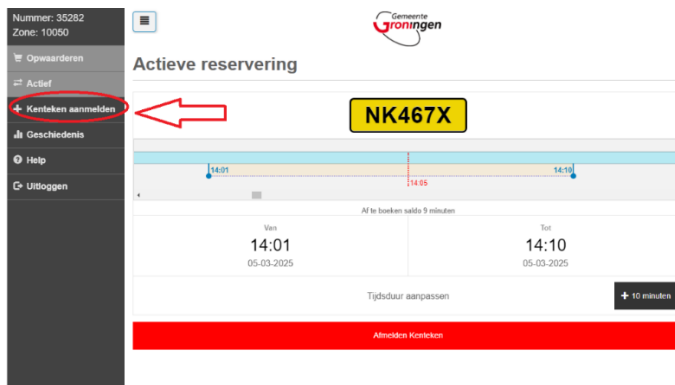 Nummer: 35282
Zone: 10050
Opwaarderen
Actief
Kenteken aanmelden
Geschiedenis
Help
Uitloggen
Gemeente
Groningen
Actieve reservering
NK467X
14:01
14:10
14:05
Af te boeken saldo 9 minuten
Van
Tot
14:01
14:10
05-03-2025
05-03-2025
Tijdsduur aanpassen
+ 10 minuten
Afmelden Kenteken